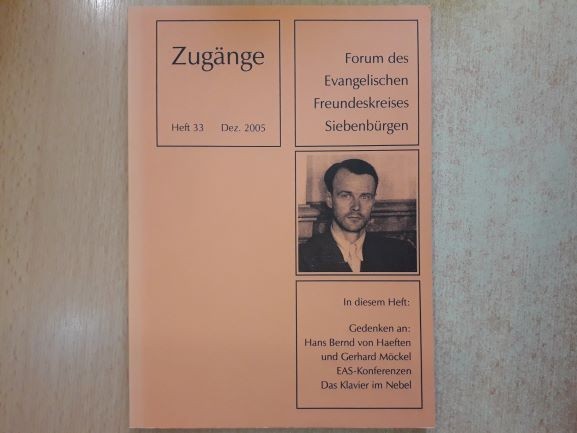 Zugänge
Heft 33 Dez. 2005
Forum des
Evangelischen
Freundeskreises
Siebenbürgen
In diesem Heft:
Gedenken an:
Hans Bernd von Haeften
und Gerhard Möckel
EAS-Konferenzen
Das Klavier im Nebel